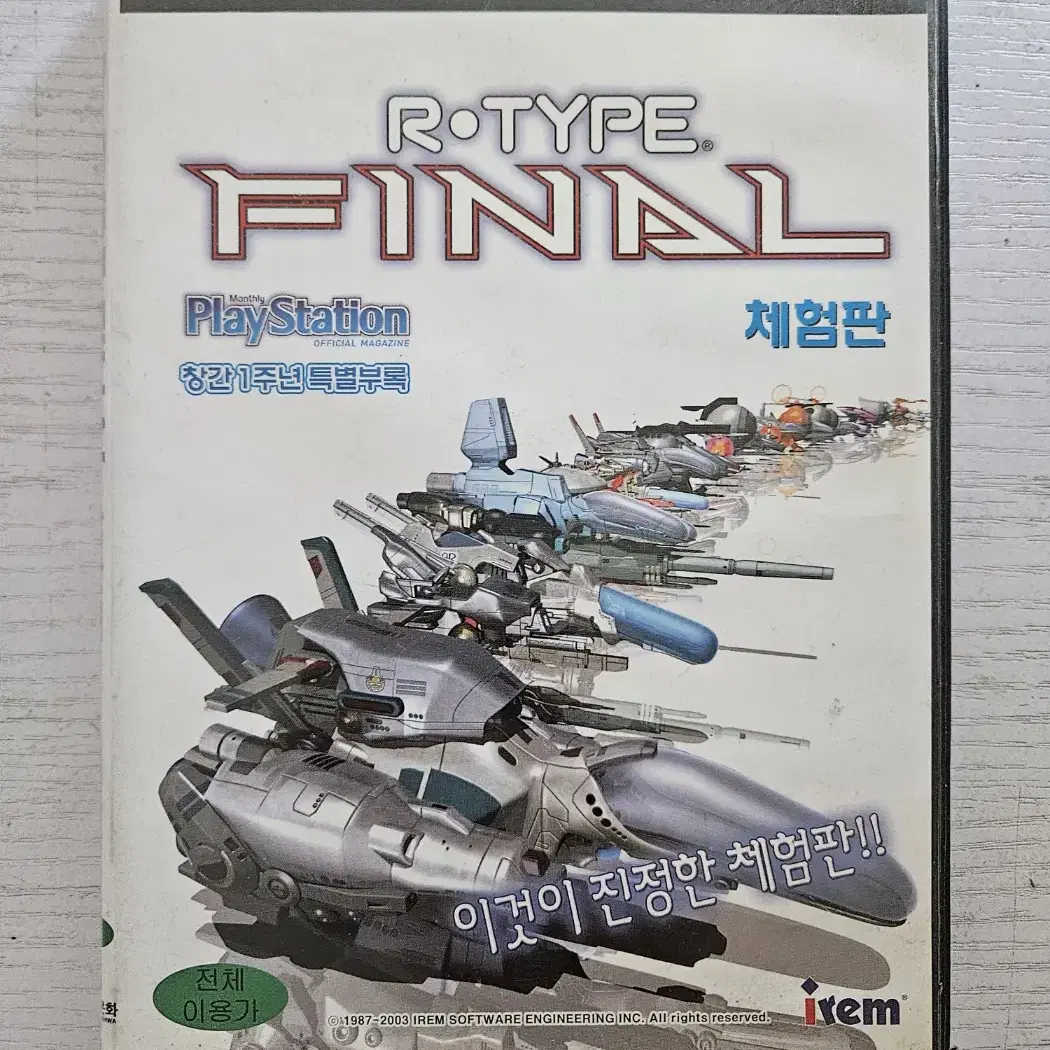 R•TYPE®
FINAL
Monthly
PlayStation
OFFICIAL MAGAZINE
체험판
창간1주년 특별부록
이것이 진정한 체험판!!
전체
이용가
©1987-2003 IREM SOFTWARE ENGINEERING INC. All rights reserved.
irem®